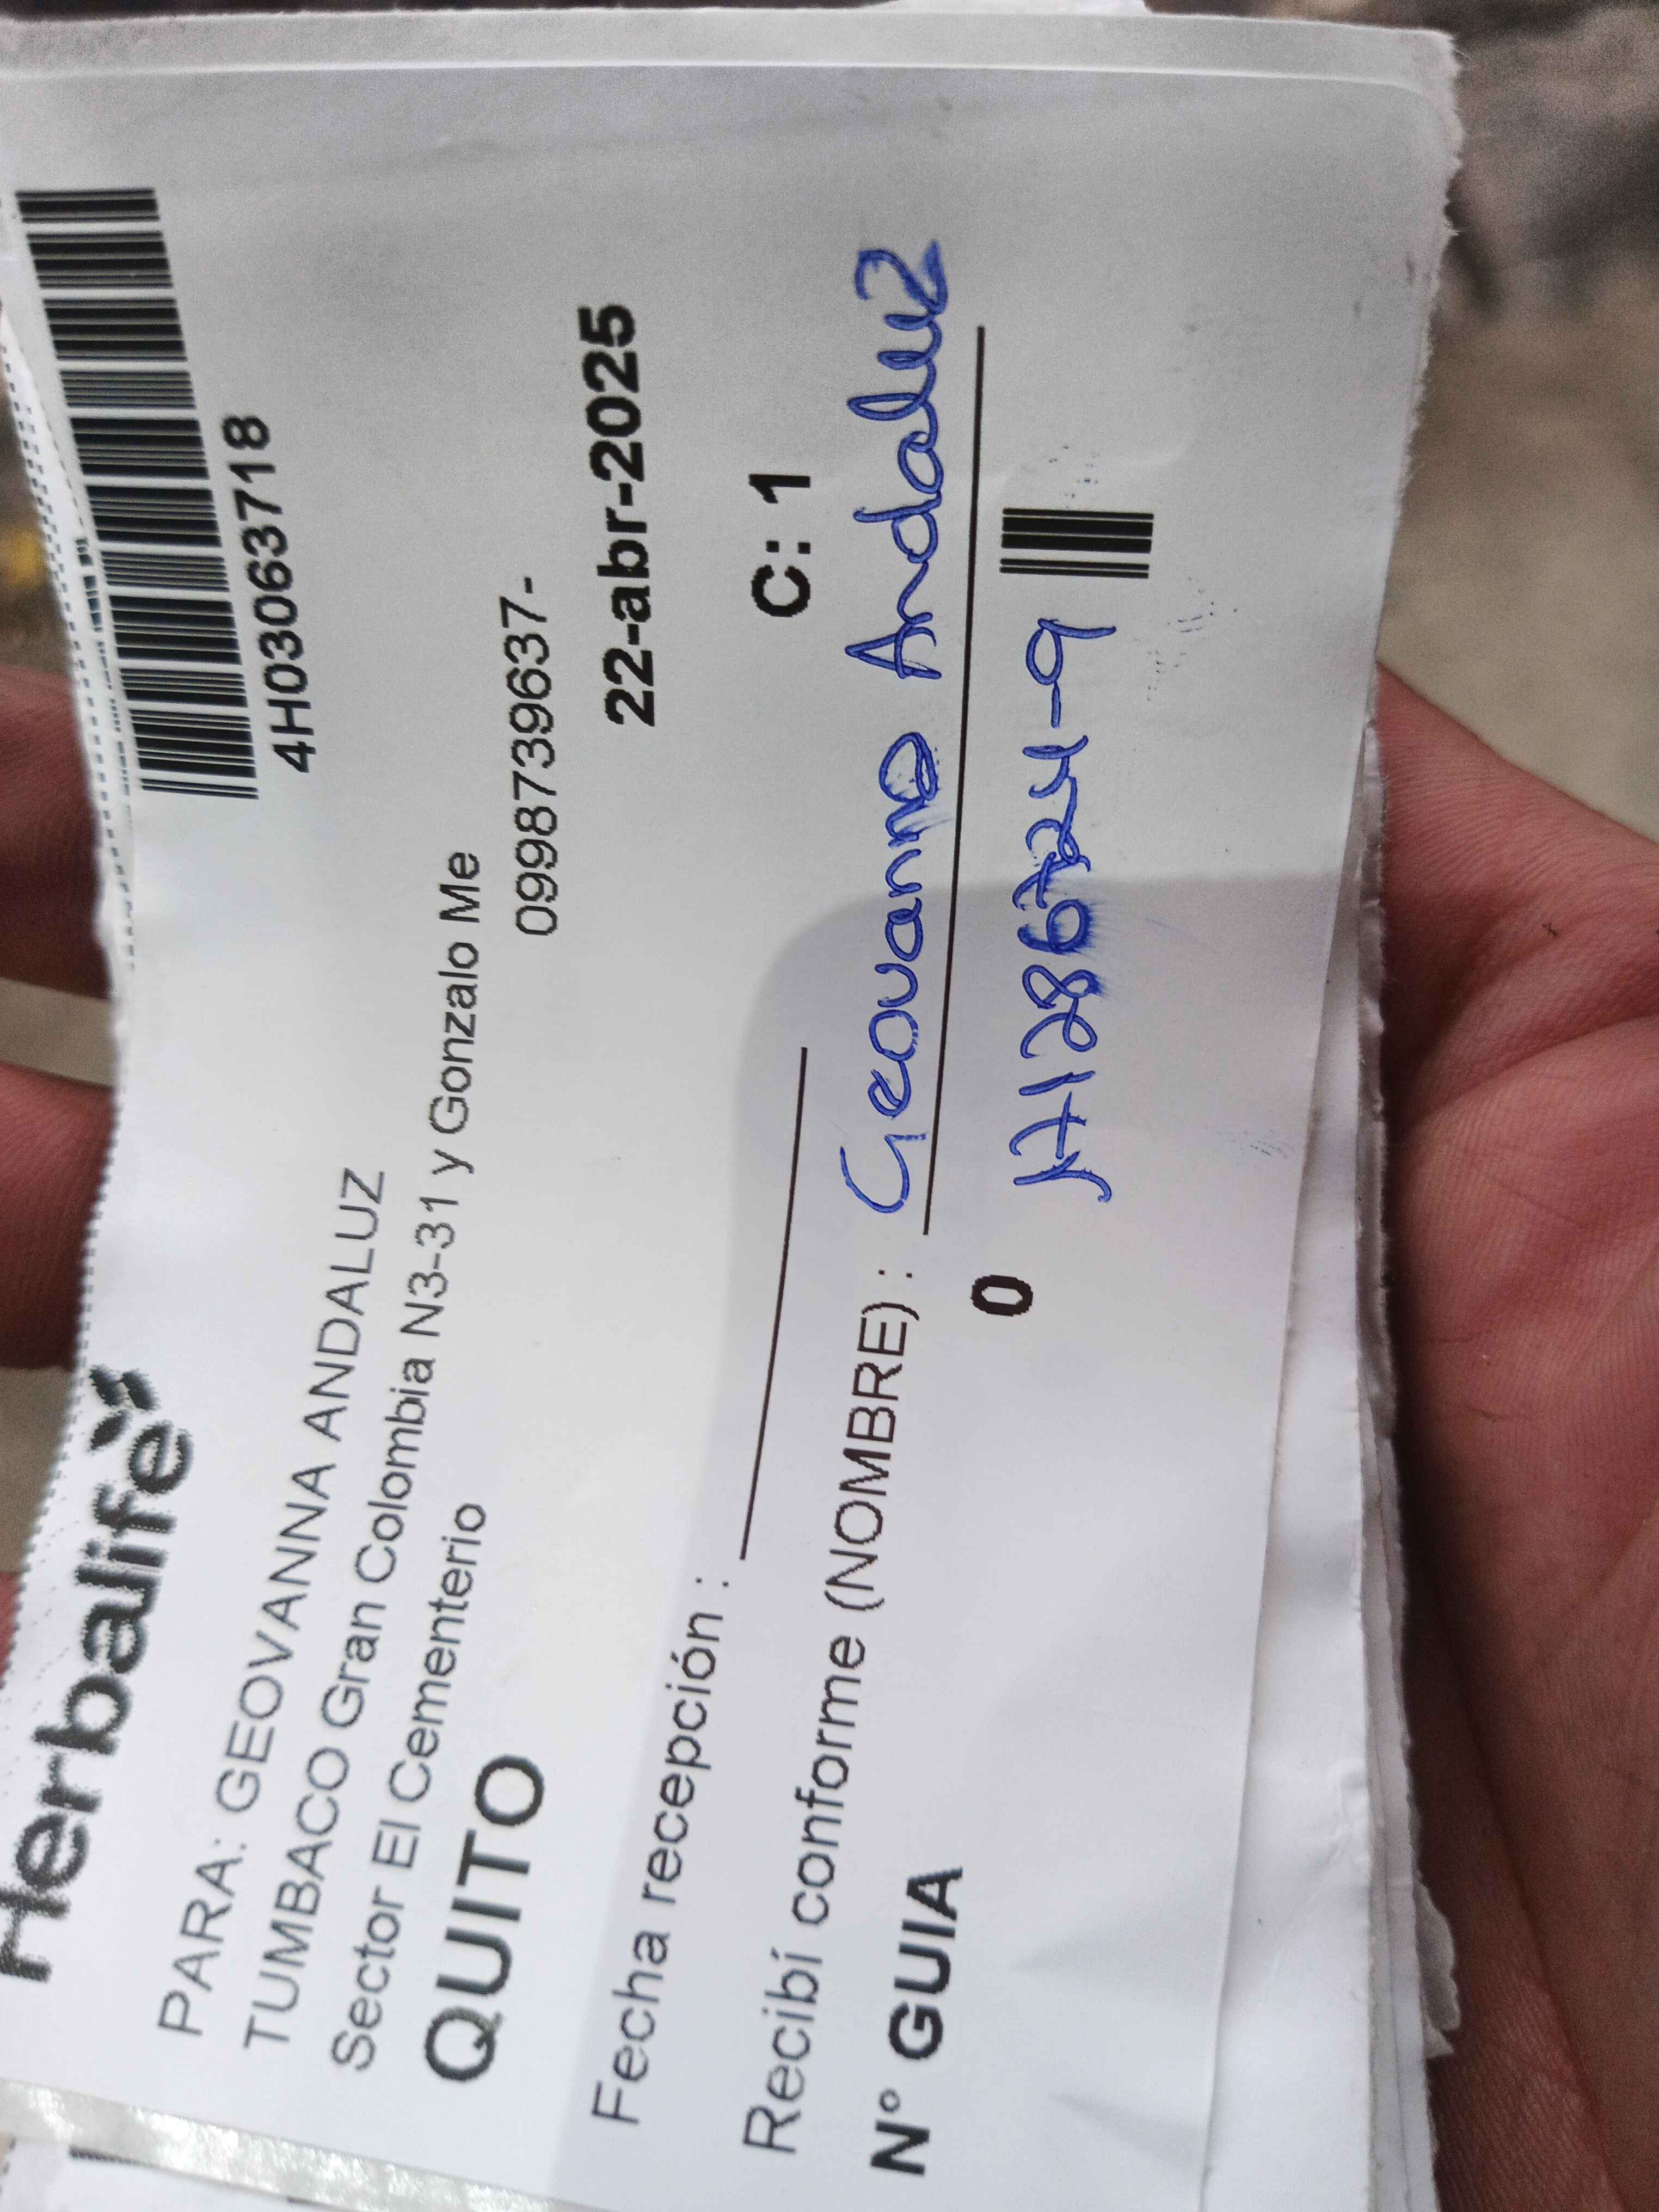 Herbalife
4H03063718
PARA: GEOVANNA ANDALUZ
TUMBACO Gran Colombia N3-31 y Gonzalo Me
Sector El Cementerio
0998739637-
QUITO
22-abr-2025
Fecha recepción :
C: 1
Recibí conforme (NOMBRE) : Geovanna Andaluz
N° GUIA
0